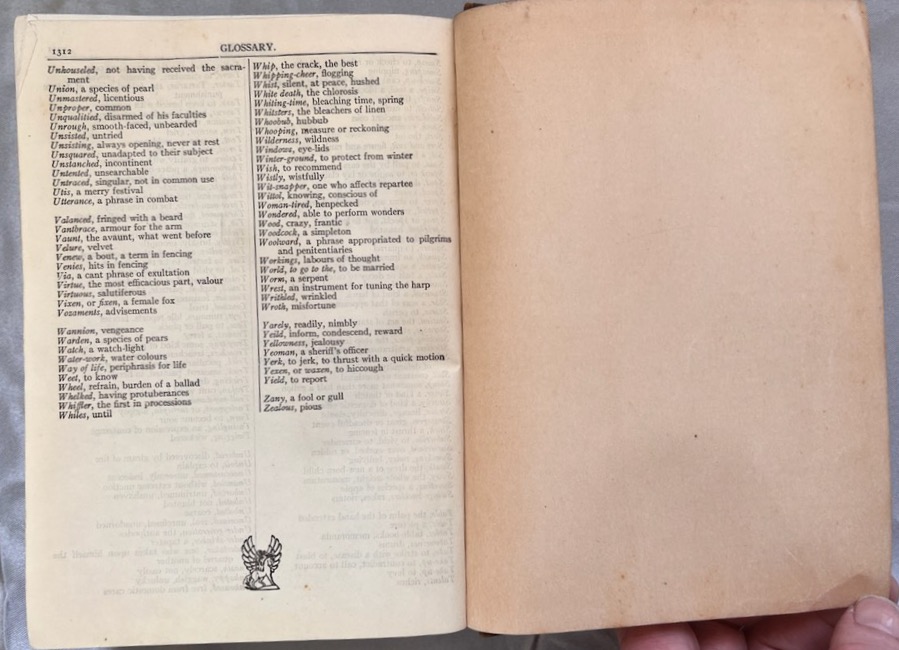 1312
GLOSSARY.
Unhouseled, not having received the sacra-
ment
Union, a species of pearl
Unmastered, licentious
Unproper, common
Unqualitied, disarmed of his faculties
Unrough, smooth-faced, unbearded
Unsisted, untried
Unsisting, always opening, never at rest
Unsquared, unadapted to their subject
Unstanched, incontinent
Untented, unsearchable
Untraced, singular, not in common use
Utis, a merry festival
Utterance, a phrase in combat
Valanced, fringed with a beard
Vantbrace, armour for the arm
Vaunt, the avaunt, what went before
Velure, velvet
Venew, a bout, a term in fencing
Venies, hits in fencing
Via, a cant phrase of exultation
Virtue, the most efficacious part, valour
Virtuous, salutiferous
Vixen, or fixen, a female fox
Vozaments, advisements
Wannion, vengeance
Warden, a species of pears
Watch, a watch-light
Water-work, water colours
Way of life, periphrasis for life
Weet, to know
Wheel, refrain, burden of a ballad
Whelked, having protuberances
Whiffler, the first in processions
Whiles, until
Whip, the crack, the best
Whipping-cheer, flogging
Whist, silent, at peace, hushed
White death, the chlorosis
Whiting-time, bleaching time, spring
Whitsters, the bleachers of linen
Whoobub, hubbub
Whooping, measure or reckoning
Wilderness, wildness
Windows, eye-lids
Winter-ground, to protect from winter
Wish, to recommend
Wistly, wistfully
Wit-snapper, one who affects repartee
Wittol, knowing, conscious of
Woman-tired, henpecked
Wondered, able to perform wonders
Wood, crazy, frantic
Woodcock, a simpleton
Woolward, a phrase appropriated to pilgrims
and penitentiaries
Workings, labours of thought
World, to go to the, to be married
Worm, a serpent
Wrest, an instrument for tuning the harp
Writhled, wrinkled
Wroth, misfortune
Yarely, readily, nimbly
Yeild, inform, condescend, reward
Yellowness, jealousy
Yeoman, a sheriff's officer
Yerk, to jerk, to thrust with a quick motion
Yexen, or waxen, to hiccough
Yield, to report
Zany, a fool or gull
Zealous, pious